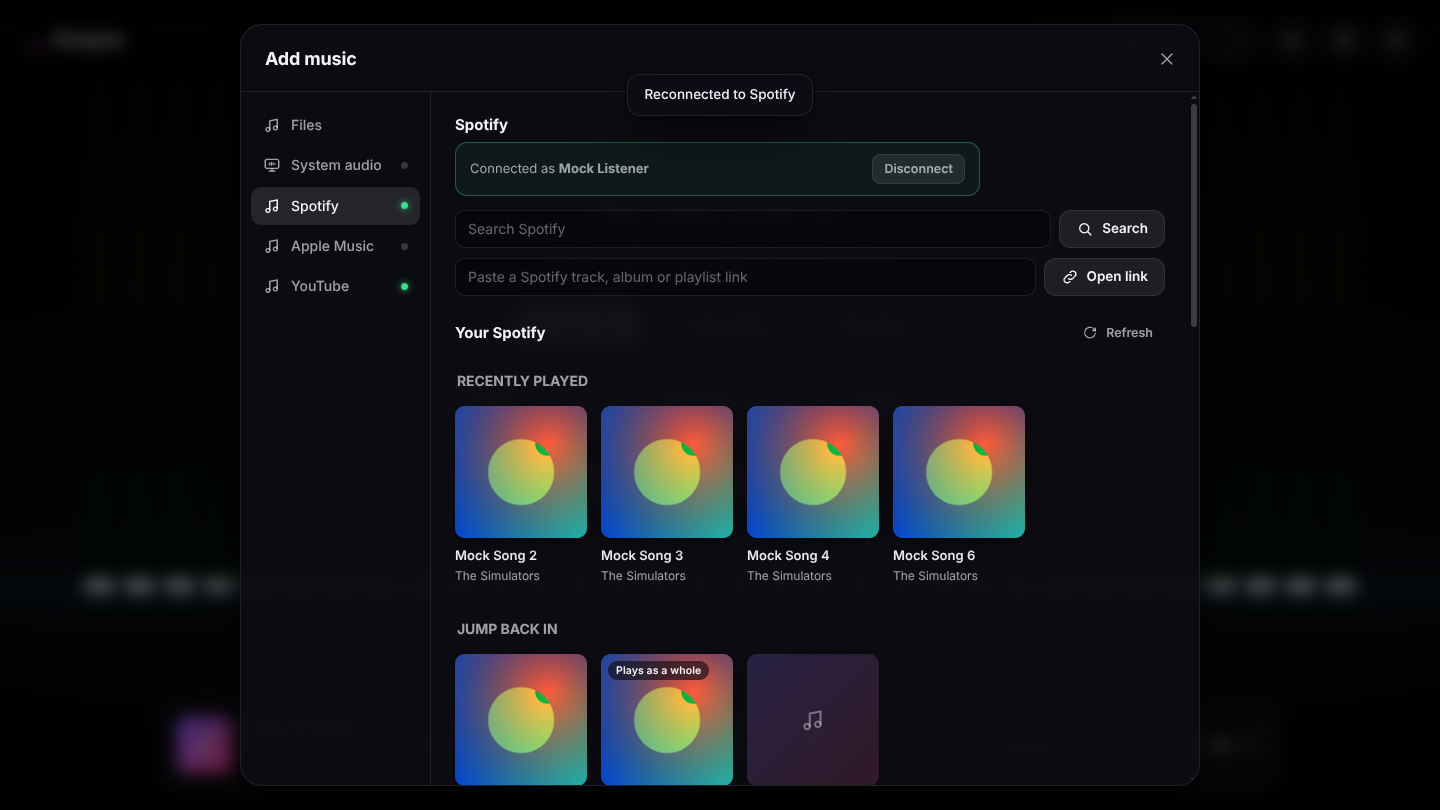 Add music
Reconnected to Spotify
Files
System audio
Spotify
Apple Music
YouTube
Spotify
Connected as Mock Listener
Disconnect
Search Spotify
Search
Paste a Spotify track, album or playlist link
Open link
Your Spotify
Refresh
RECENTLY PLAYED
Mock Song 2
The Simulators
Mock Song 3
The Simulators
Mock Song 4
The Simulators
Mock Song 6
The Simulators
JUMP BACK IN
Plays as a whole